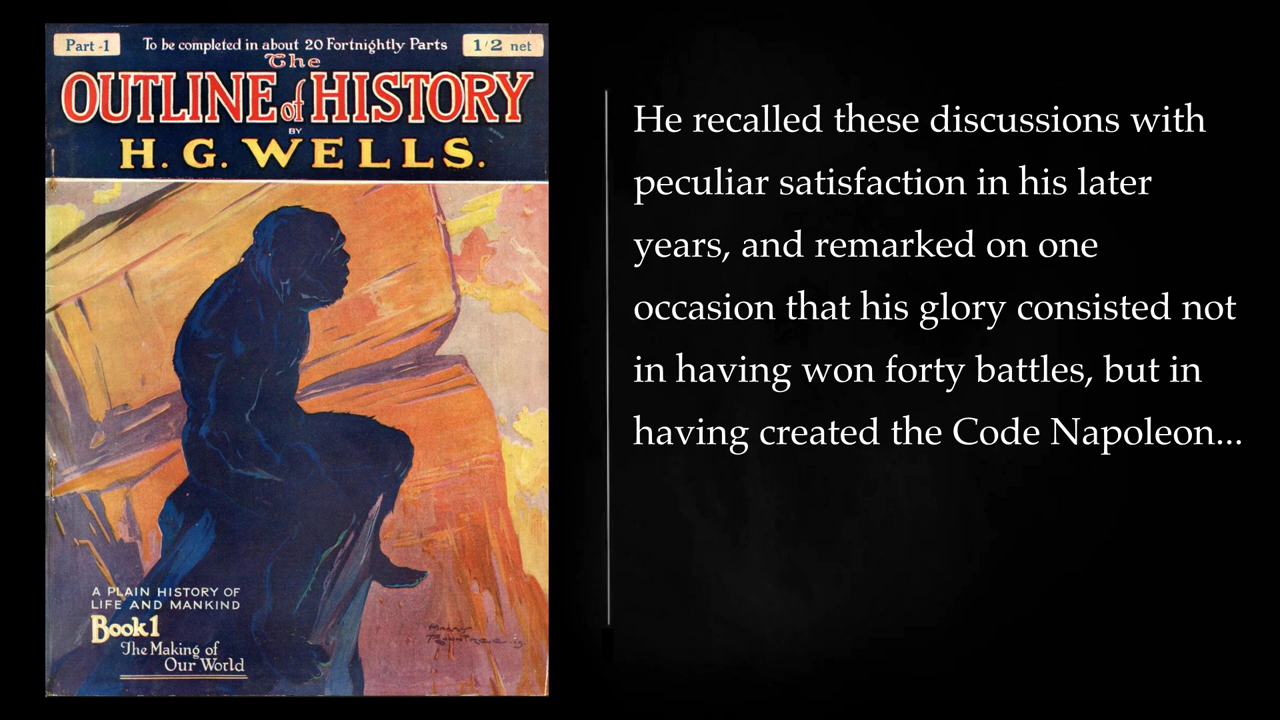 Part -1
To be completed in about 20 Fortnightly Parts
1/2 net
The
OUTLINE of HISTORY
BY
H. G. WELLS.
A PLAIN HISTORY OF
LIFE AND MANKIND
Book 1
The Making of
Our World
He recalled these discussions with
peculiar satisfaction in his later
years, and remarked on one
occasion that his glory consisted not
in having won forty battles, but in
having created the Code Napoleon...